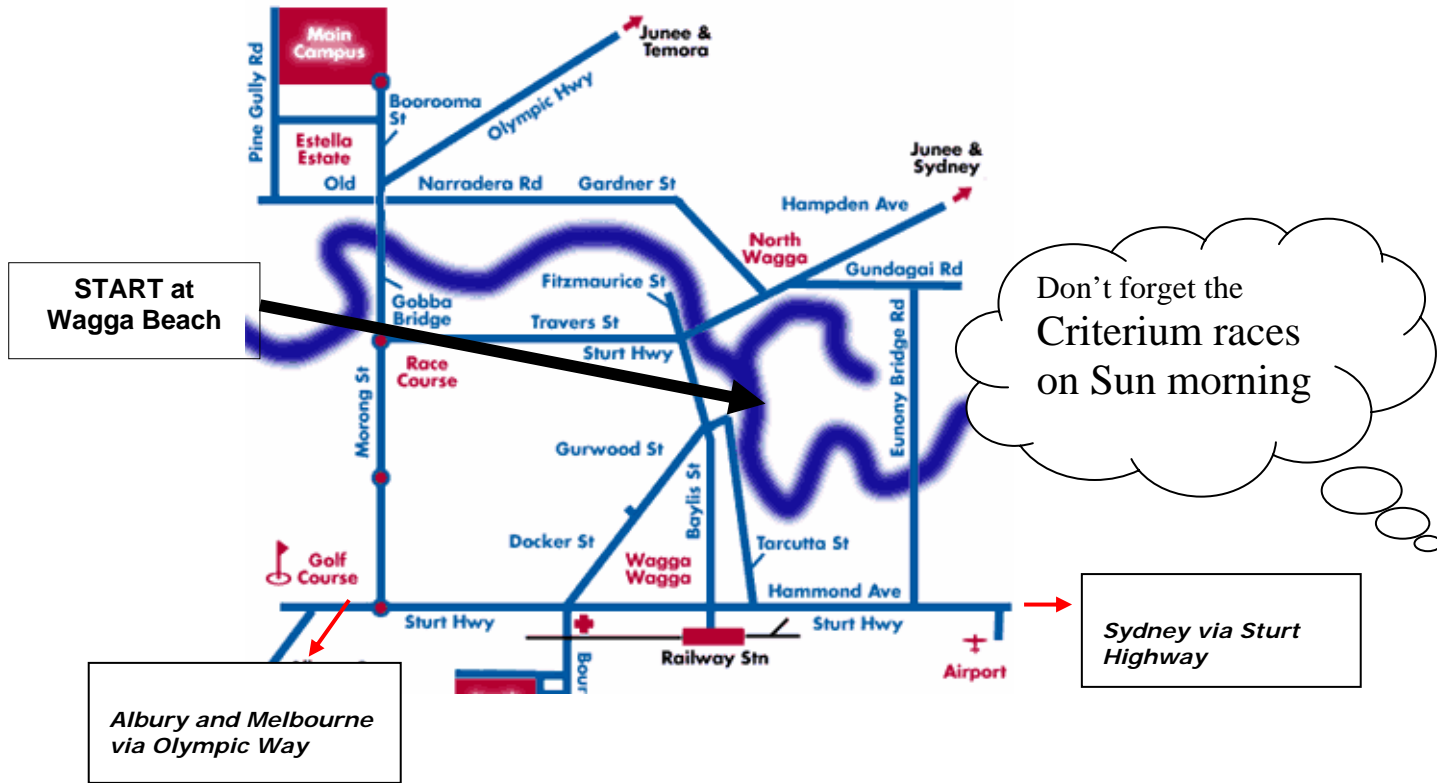 Main
Campus
Junee &
Temora
Pine Gully Rd
Boorooma
St
Olympic Hwy
Estella
Estate
Junee &
Sydney
Old
Narradera Rd
Gardner St
Hampden Ave
North
Wagga
Gundagai Rd
START at
Wagga Beach
Fitzmaurice St
Gobba
Bridge
Travers St
Sturt Hwy
Race
Course
Morong St
Eunony Bridge Rd
Don’t forget the
Criterium races
on Sun morning
Gurwood St
Baylis St
Docker St
Tarcutta St
Wagga
Wagga
Golf
Course
Hammond Ave
Sturt Hwy
Sturt Hwy
Railway Stn
Airport
Bour
Sydney via Sturt
Highway
Albury and Melbourne
via Olympic Way